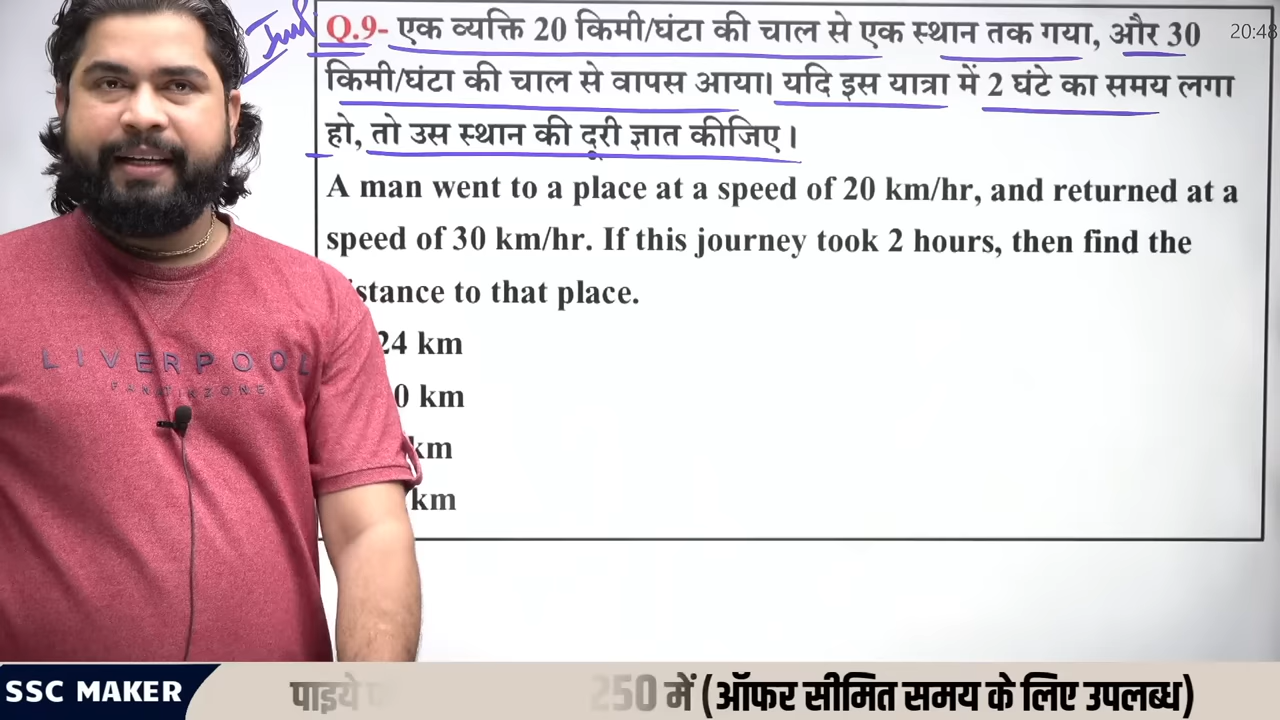 Q.9- एक व्यक्ति 20 किमी/घंटा की चाल से एक स्थान तक गया, और 30
20:48
किमी/घंटा की चाल से वापस आया। यदि इस यात्रा में 2 घंटे का समय लगा
हो, तो उस स्थान की दूरी ज्ञात कीजिए।
A man went to a place at a speed of 20 km/hr, and returned at a
speed of 30 km/hr. If this journey took 2 hours, then find the
istance to that place.
24 km
0 km
km
km
LIVERPOOL
SSC MAKER
पाइये
250 में (ऑफर सीमित समय के लिए उपलब्ध)